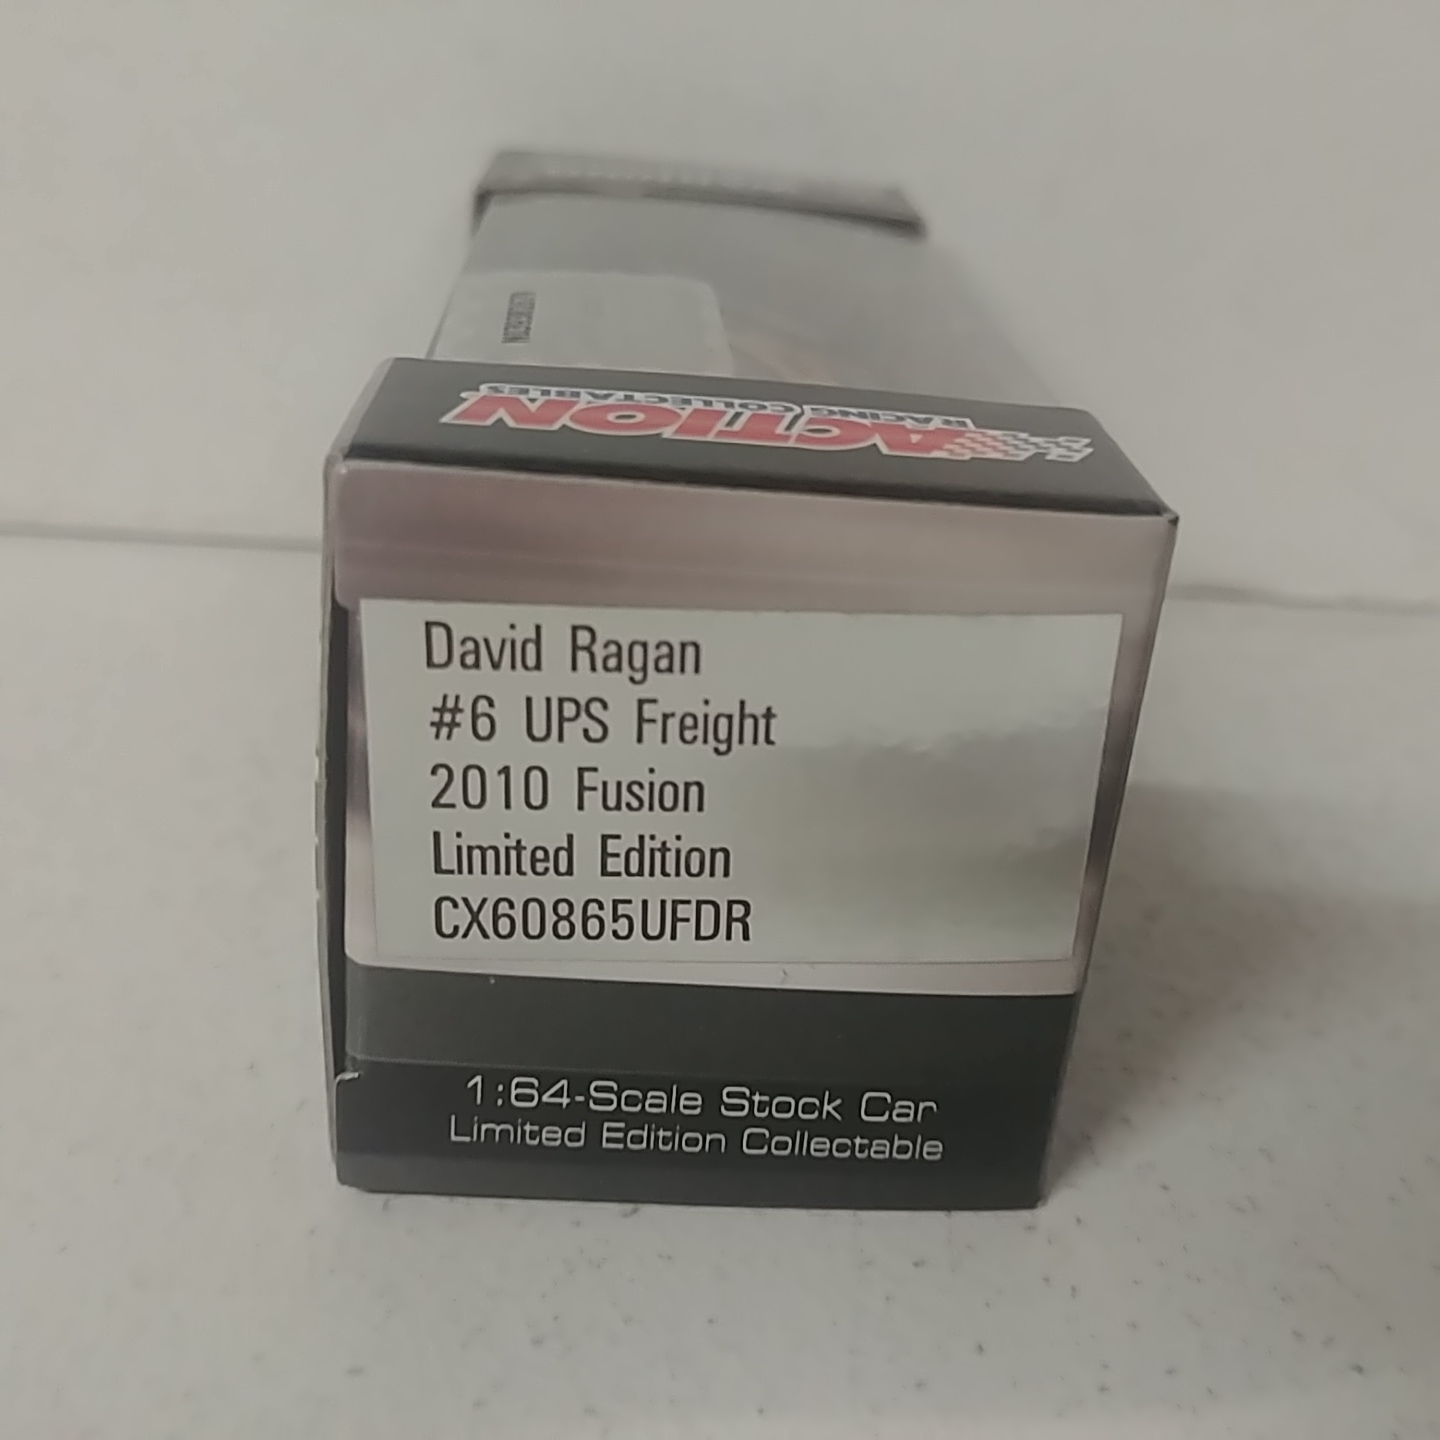 ACTION
RACING COLLECTABLES
David Ragan
#6 UPS Freight
2010 Fusion
Limited Edition
CX60865UFDR
1:64-Scale Stock Car
Limited Edition Collectable